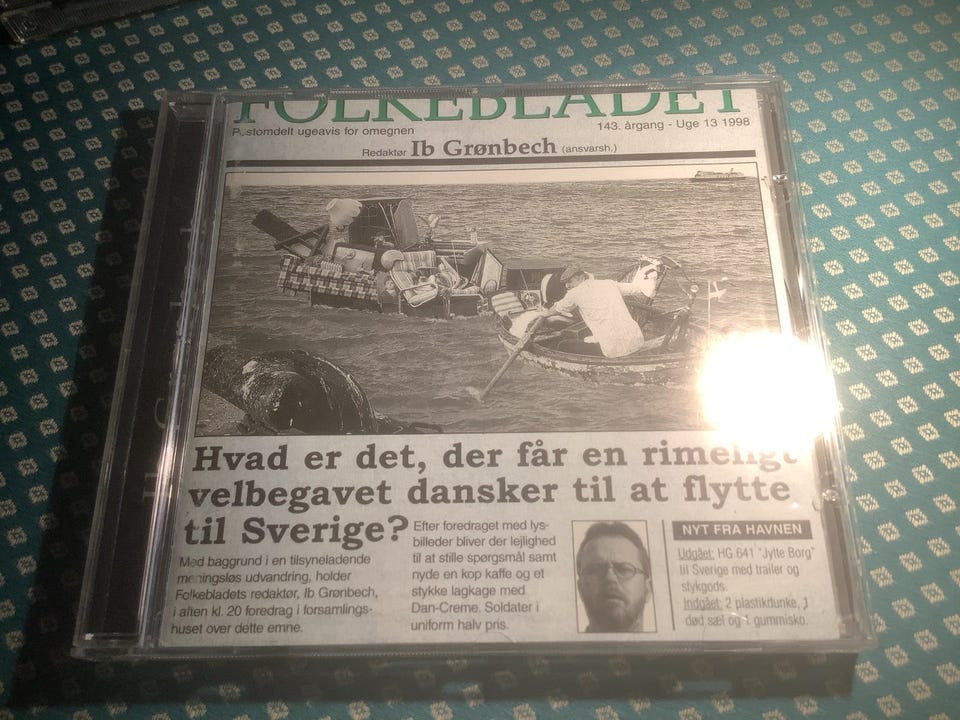 FOLKEBLADET
Postomdelt ugeavis for omegnen
143. årgang - Uge 13 1998
Redaktør Ib Grønbech (ansvarsh.)
Hvad er det, der får en rimeligt
velbegavet dansker til at flytte
til Sverige?
Med baggrund i en tilsyneladende
meningsløs udvandring, holder
Folkebladets redaktør, Ib Grønbech,
i aften kl. 20 foredrag i forsamlings-
huset over dette emne.
Efter foredraget med lys-
billeder bliver der lejlighed
til at stille spørgsmål samt
nyde en kop kaffe og et
stykke lagkage med
Dan-Creme. Soldater i
uniform halv pris.
NYT FRA HAVNEN
Udgået: HG 641 "Jytte Borg"
til Sverige med trailer og
stykgods.
Indgået: 2 plastikdunke, 1
død sæl og 1 gummisko.